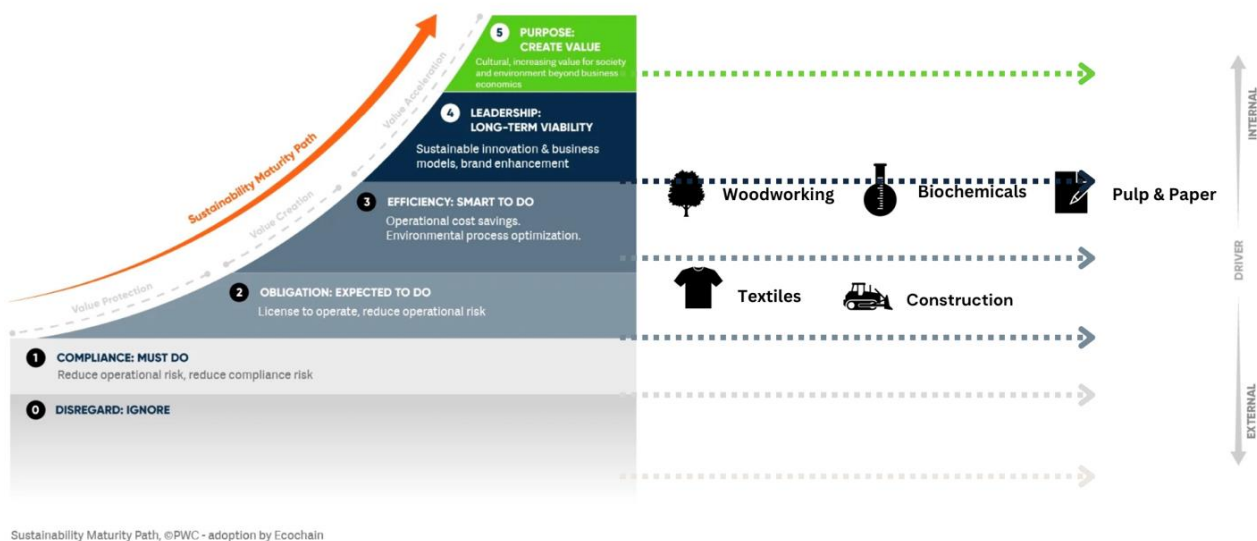 5 PURPOSE:
CREATE VALUE
Cultural, increasing value for society
and environment beyond business
economics
Value Acceleration
4 LEADERSHIP:
LONG-TERM VIABILITY
Sustainable innovation & business
models, brand enhancement
Sustainability Maturity Path
Value Creation
3 EFFICIENCY: SMART TO DO
Operational cost savings.
Environmental process optimization.
Value Protection
2 OBLIGATION: EXPECTED TO DO
License to operate, reduce operational risk
1 COMPLIANCE: MUST DO
Reduce operational risk, reduce compliance risk
0 DISREGARD: IGNORE
Woodworking
Biochemicals
Pulp & Paper
Textiles
Construction
INTERNAL
DRIVER
EXTERNAL
Sustainability Maturity Path, ©PWC - adoption by Ecochain